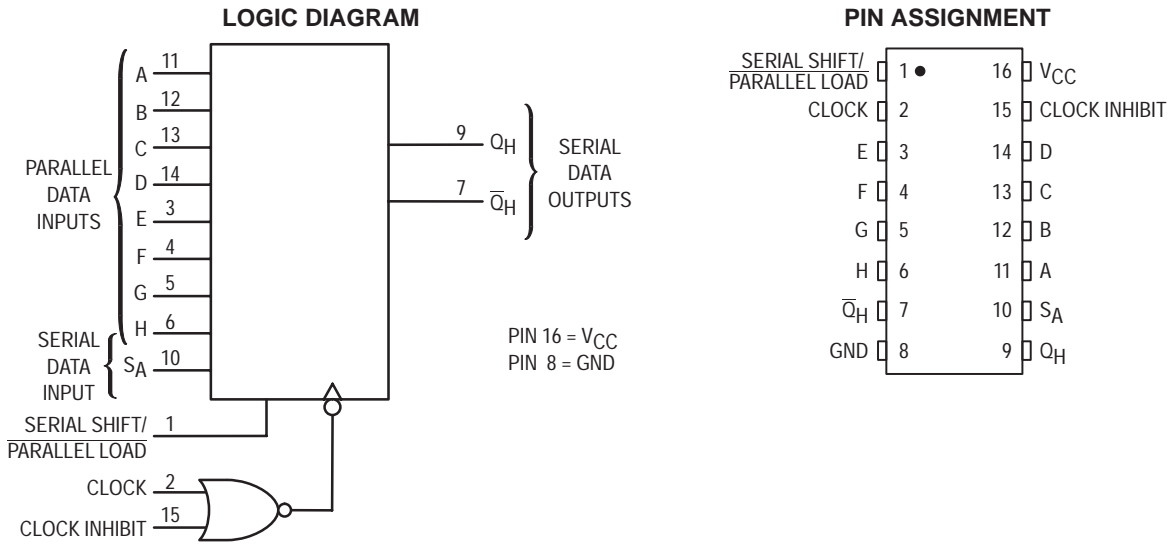 LOGIC DIAGRAM
PARALLEL
DATA
INPUTS
A 11
B 12
C 13
D 14
E 3
F 4
G 5
H 6
SERIAL
DATA
INPUT
SA 10
SERIAL SHIFT/
PARALLEL LOAD
1
CLOCK 2
CLOCK INHIBIT 15
9 QH
7 Q̅H
SERIAL
DATA
OUTPUTS
PIN 16 = VCC
PIN 8 = GND
PIN ASSIGNMENT
SERIAL SHIFT/
PARALLEL LOAD
1 16 VCC
CLOCK 2 15 CLOCK INHIBIT
E 3 14 D
F 4 13 C
G 5 12 B
H 6 11 A
Q̅H 7 10 SA
GND 8 9 QH